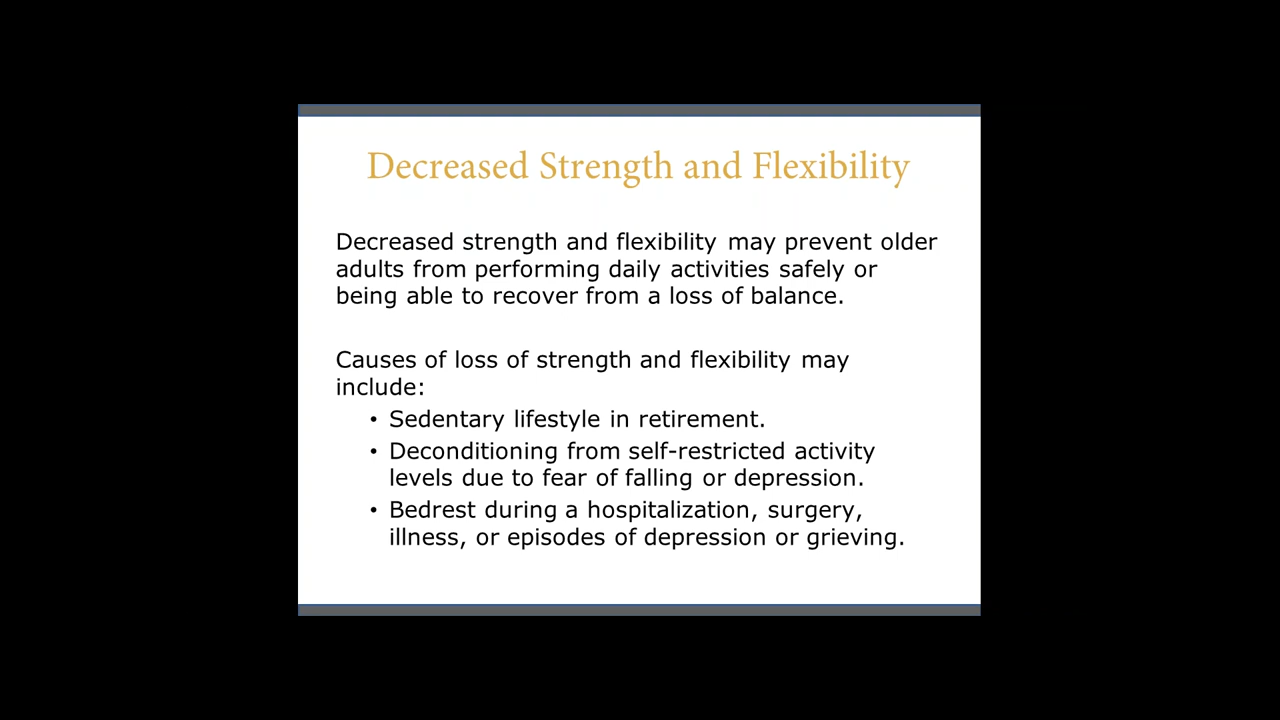 Decreased Strength and Flexibility
Decreased strength and flexibility may prevent older
adults from performing daily activities safely or
being able to recover from a loss of balance.
Causes of loss of strength and flexibility may
include:
• Sedentary lifestyle in retirement.
• Deconditioning from self-restricted activity
levels due to fear of falling or depression.
• Bedrest during a hospitalization, surgery,
illness, or episodes of depression or grieving.